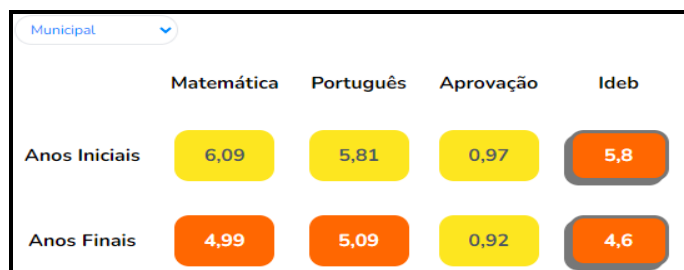 Municipal
Matemática Português Aprovação Ideb
Anos Iniciais 6,09 5,81 0,97 5,8
Anos Finais 4,99 5,09 0,92 4,6